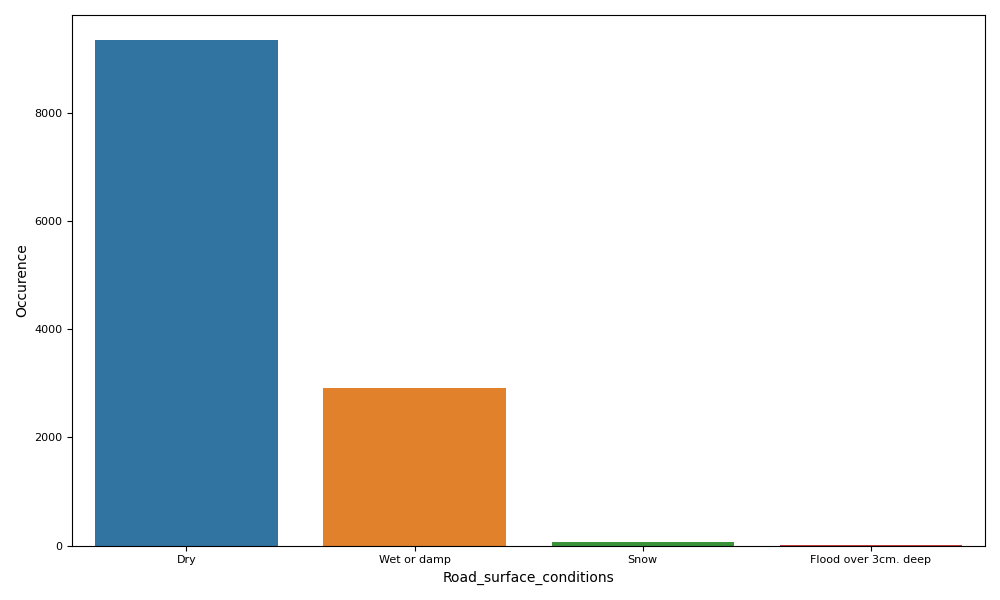 8000
6000
4000
2000
0
Occurence
Dry
Wet or damp
Snow
Flood over 3cm. deep
Road_surface_conditions